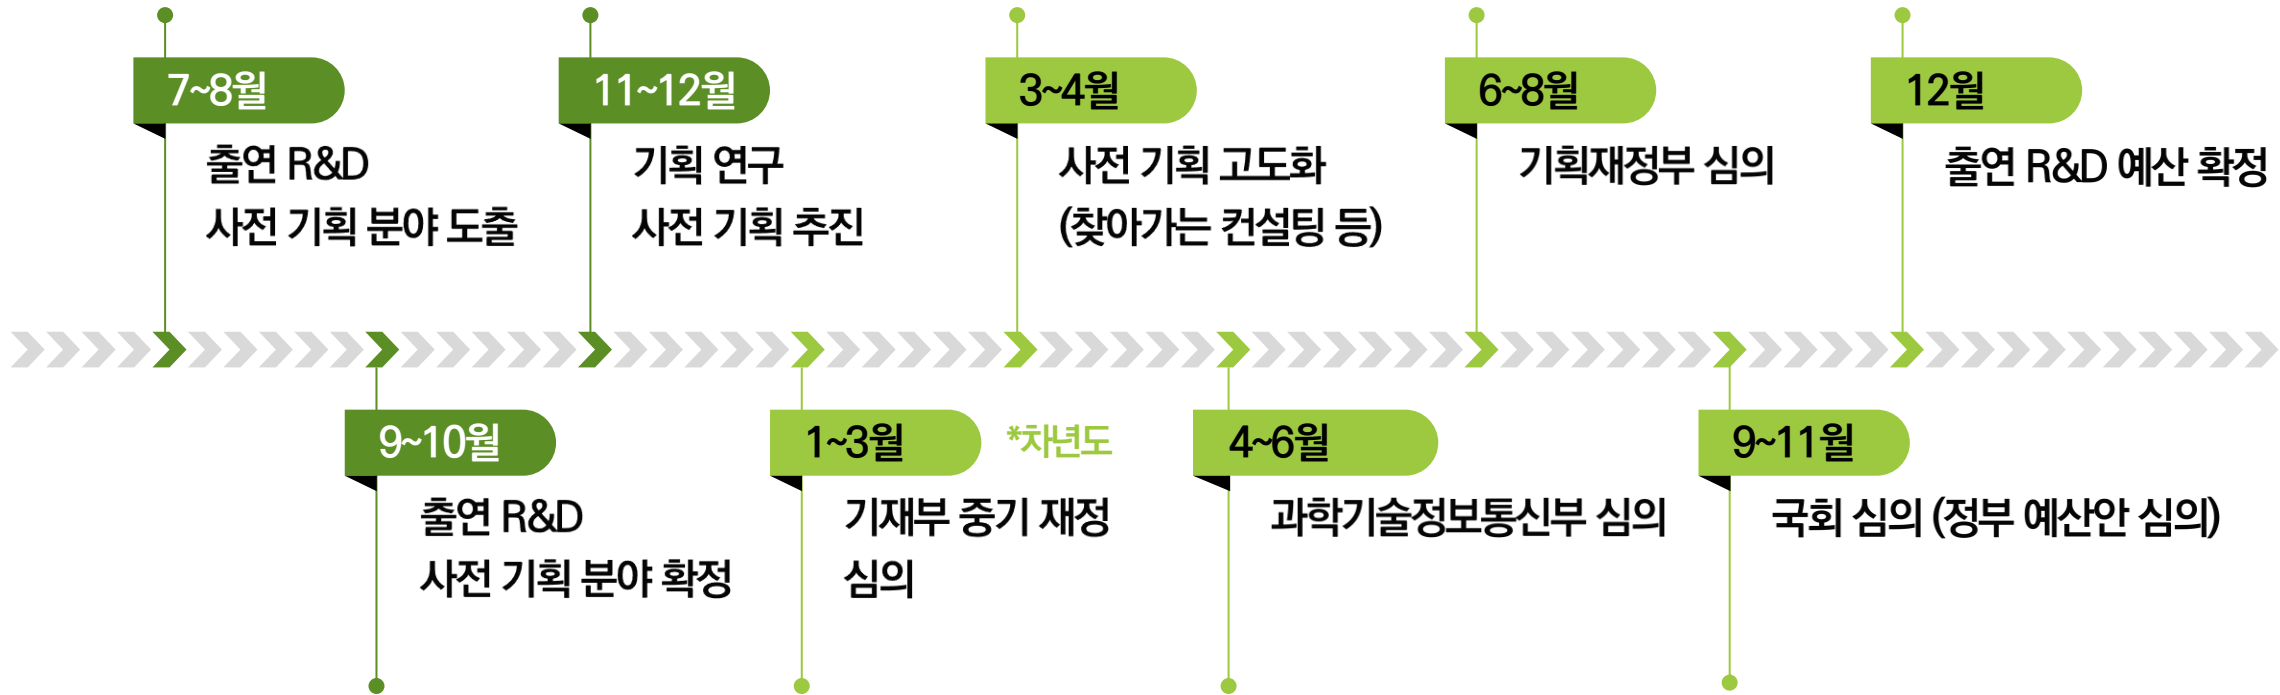 7~8월
출연 R&D
사전 기획 분야 도출
9~10월
출연 R&D
사전 기획 분야 확정
11~12월
기획 연구
사전 기획 추진
1~3월
*차년도
기재부 중기 재정
심의
3~4월
사전 기획 고도화
(찾아가는 컨설팅 등)
4~6월
과학기술정보통신부 심의
6~8월
기획재정부 심의
9~11월
국회 심의 (정부 예산안 심의)
12월
출연 R&D 예산 확정